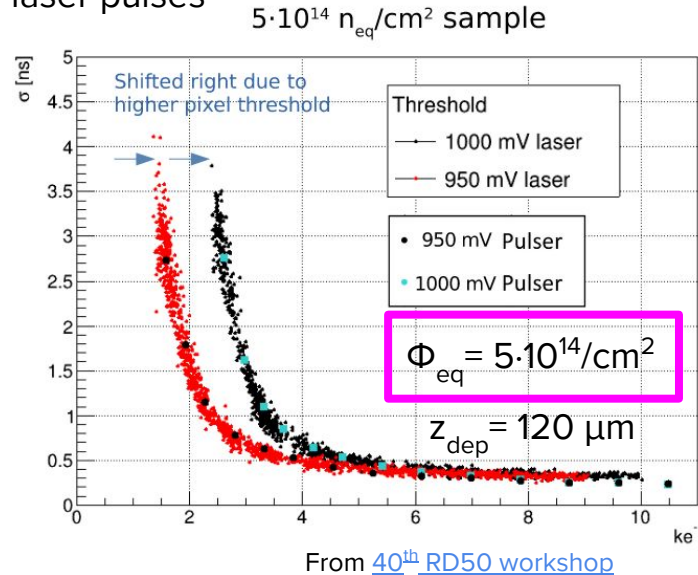 laser pulses
5·10¹⁴ nₑq/cm² sample
σ [ns]
5
4.5
4
3.5
3
2.5
2
1.5
1
0.5
0
Shifted right due to
higher pixel threshold
Threshold
1000 mV laser
950 mV laser
950 mV Pulser
1000 mV Pulser
Φeq = 5·10¹⁴/cm²
zdep = 120 μm
0 2 4 6 8 10
ke⁻
From 40th RD50 workshop